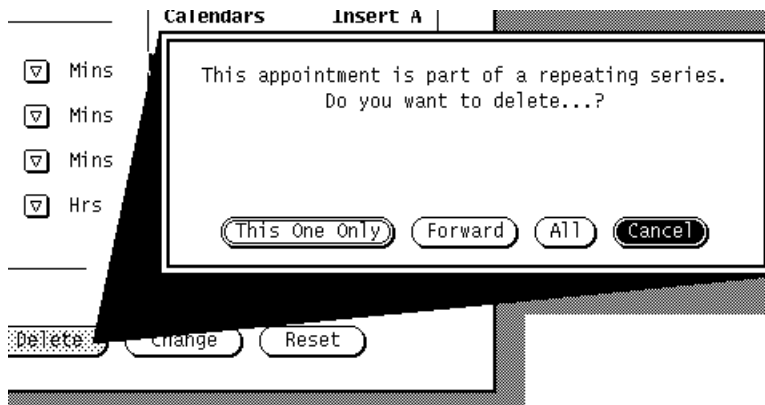 Calendars Insert A
Mins
Mins
Mins
Hrs
This appointment is part of a repeating series.
Do you want to delete...?
This One Only Forward All Cancel
Delete Change Reset